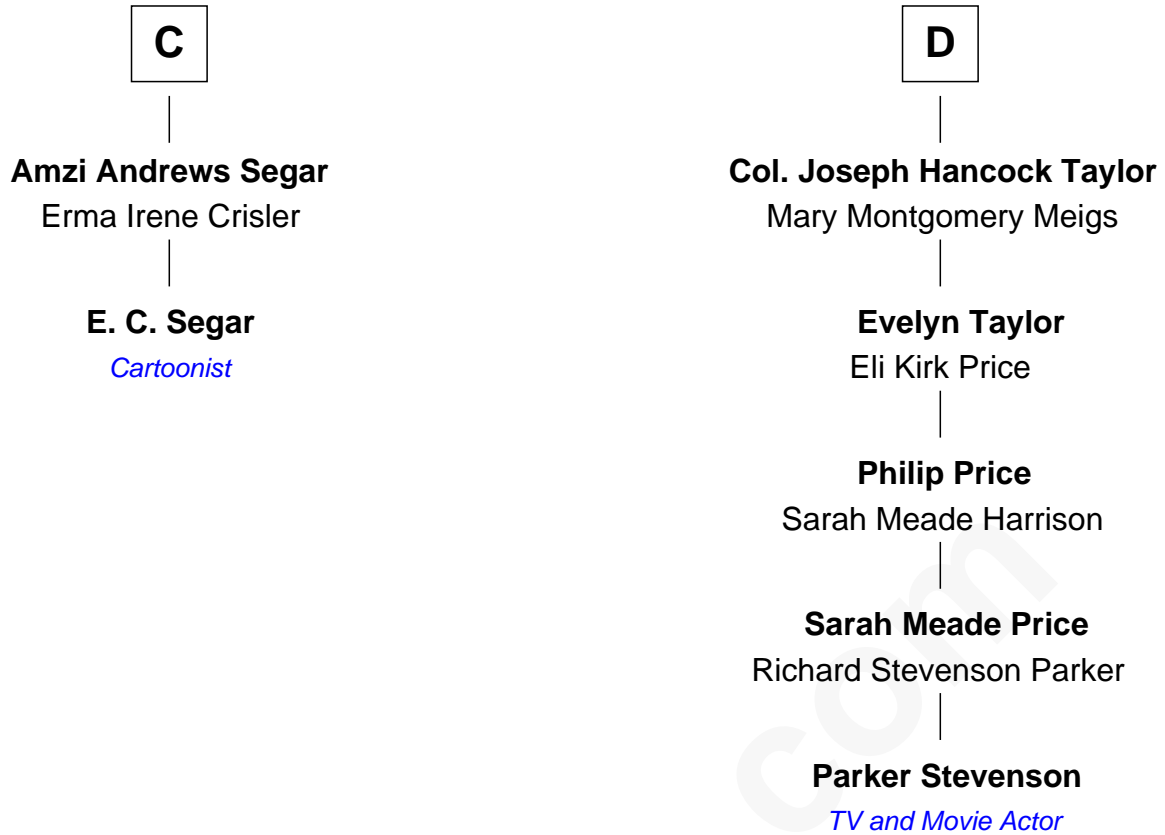 C
Amzi Andrews Segar
Erma Irene Crisler
E. C. Segar
Cartoonist
D
Col. Joseph Hancock Taylor
Mary Montgomery Meigs
Evelyn Taylor
Eli Kirk Price
Philip Price
Sarah Meade Harrison
Sarah Meade Price
Richard Stevenson Parker
Parker Stevenson
TV and Movie Actor
com